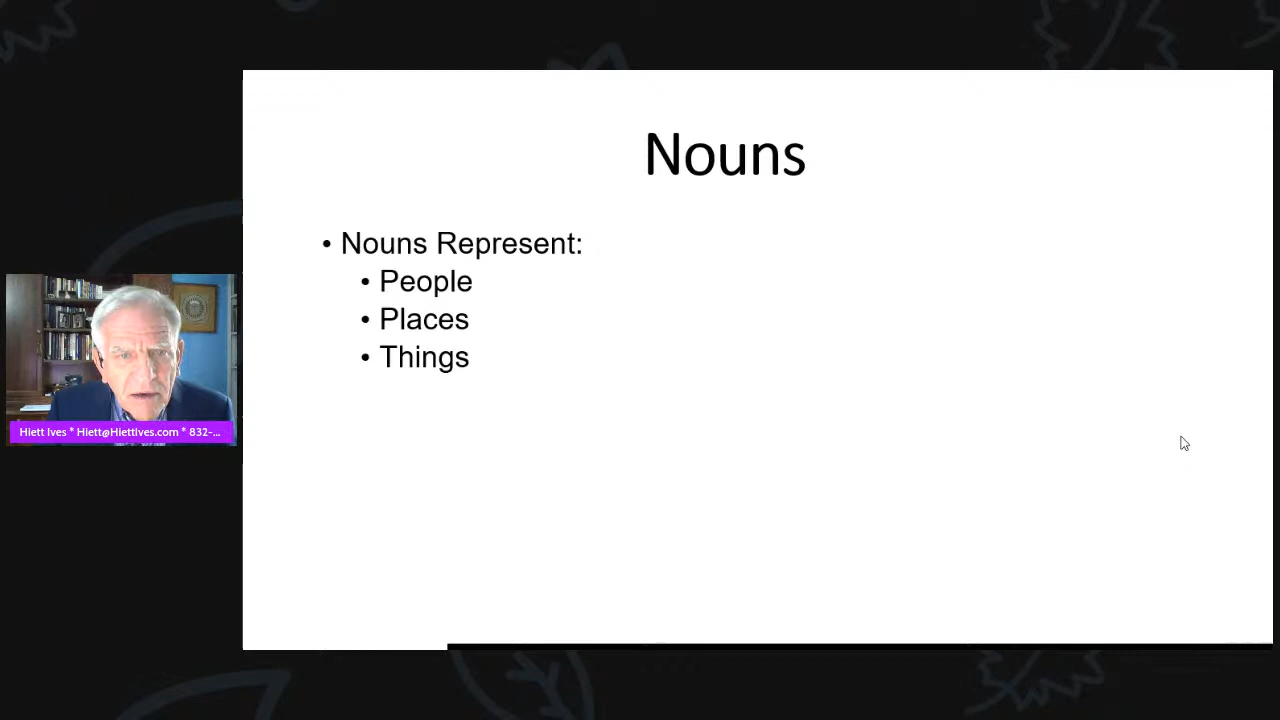 Nouns
• Nouns Represent:
• People
• Places
• Things
Hiett Ives * Hiett@HiettIves.com * 832-...